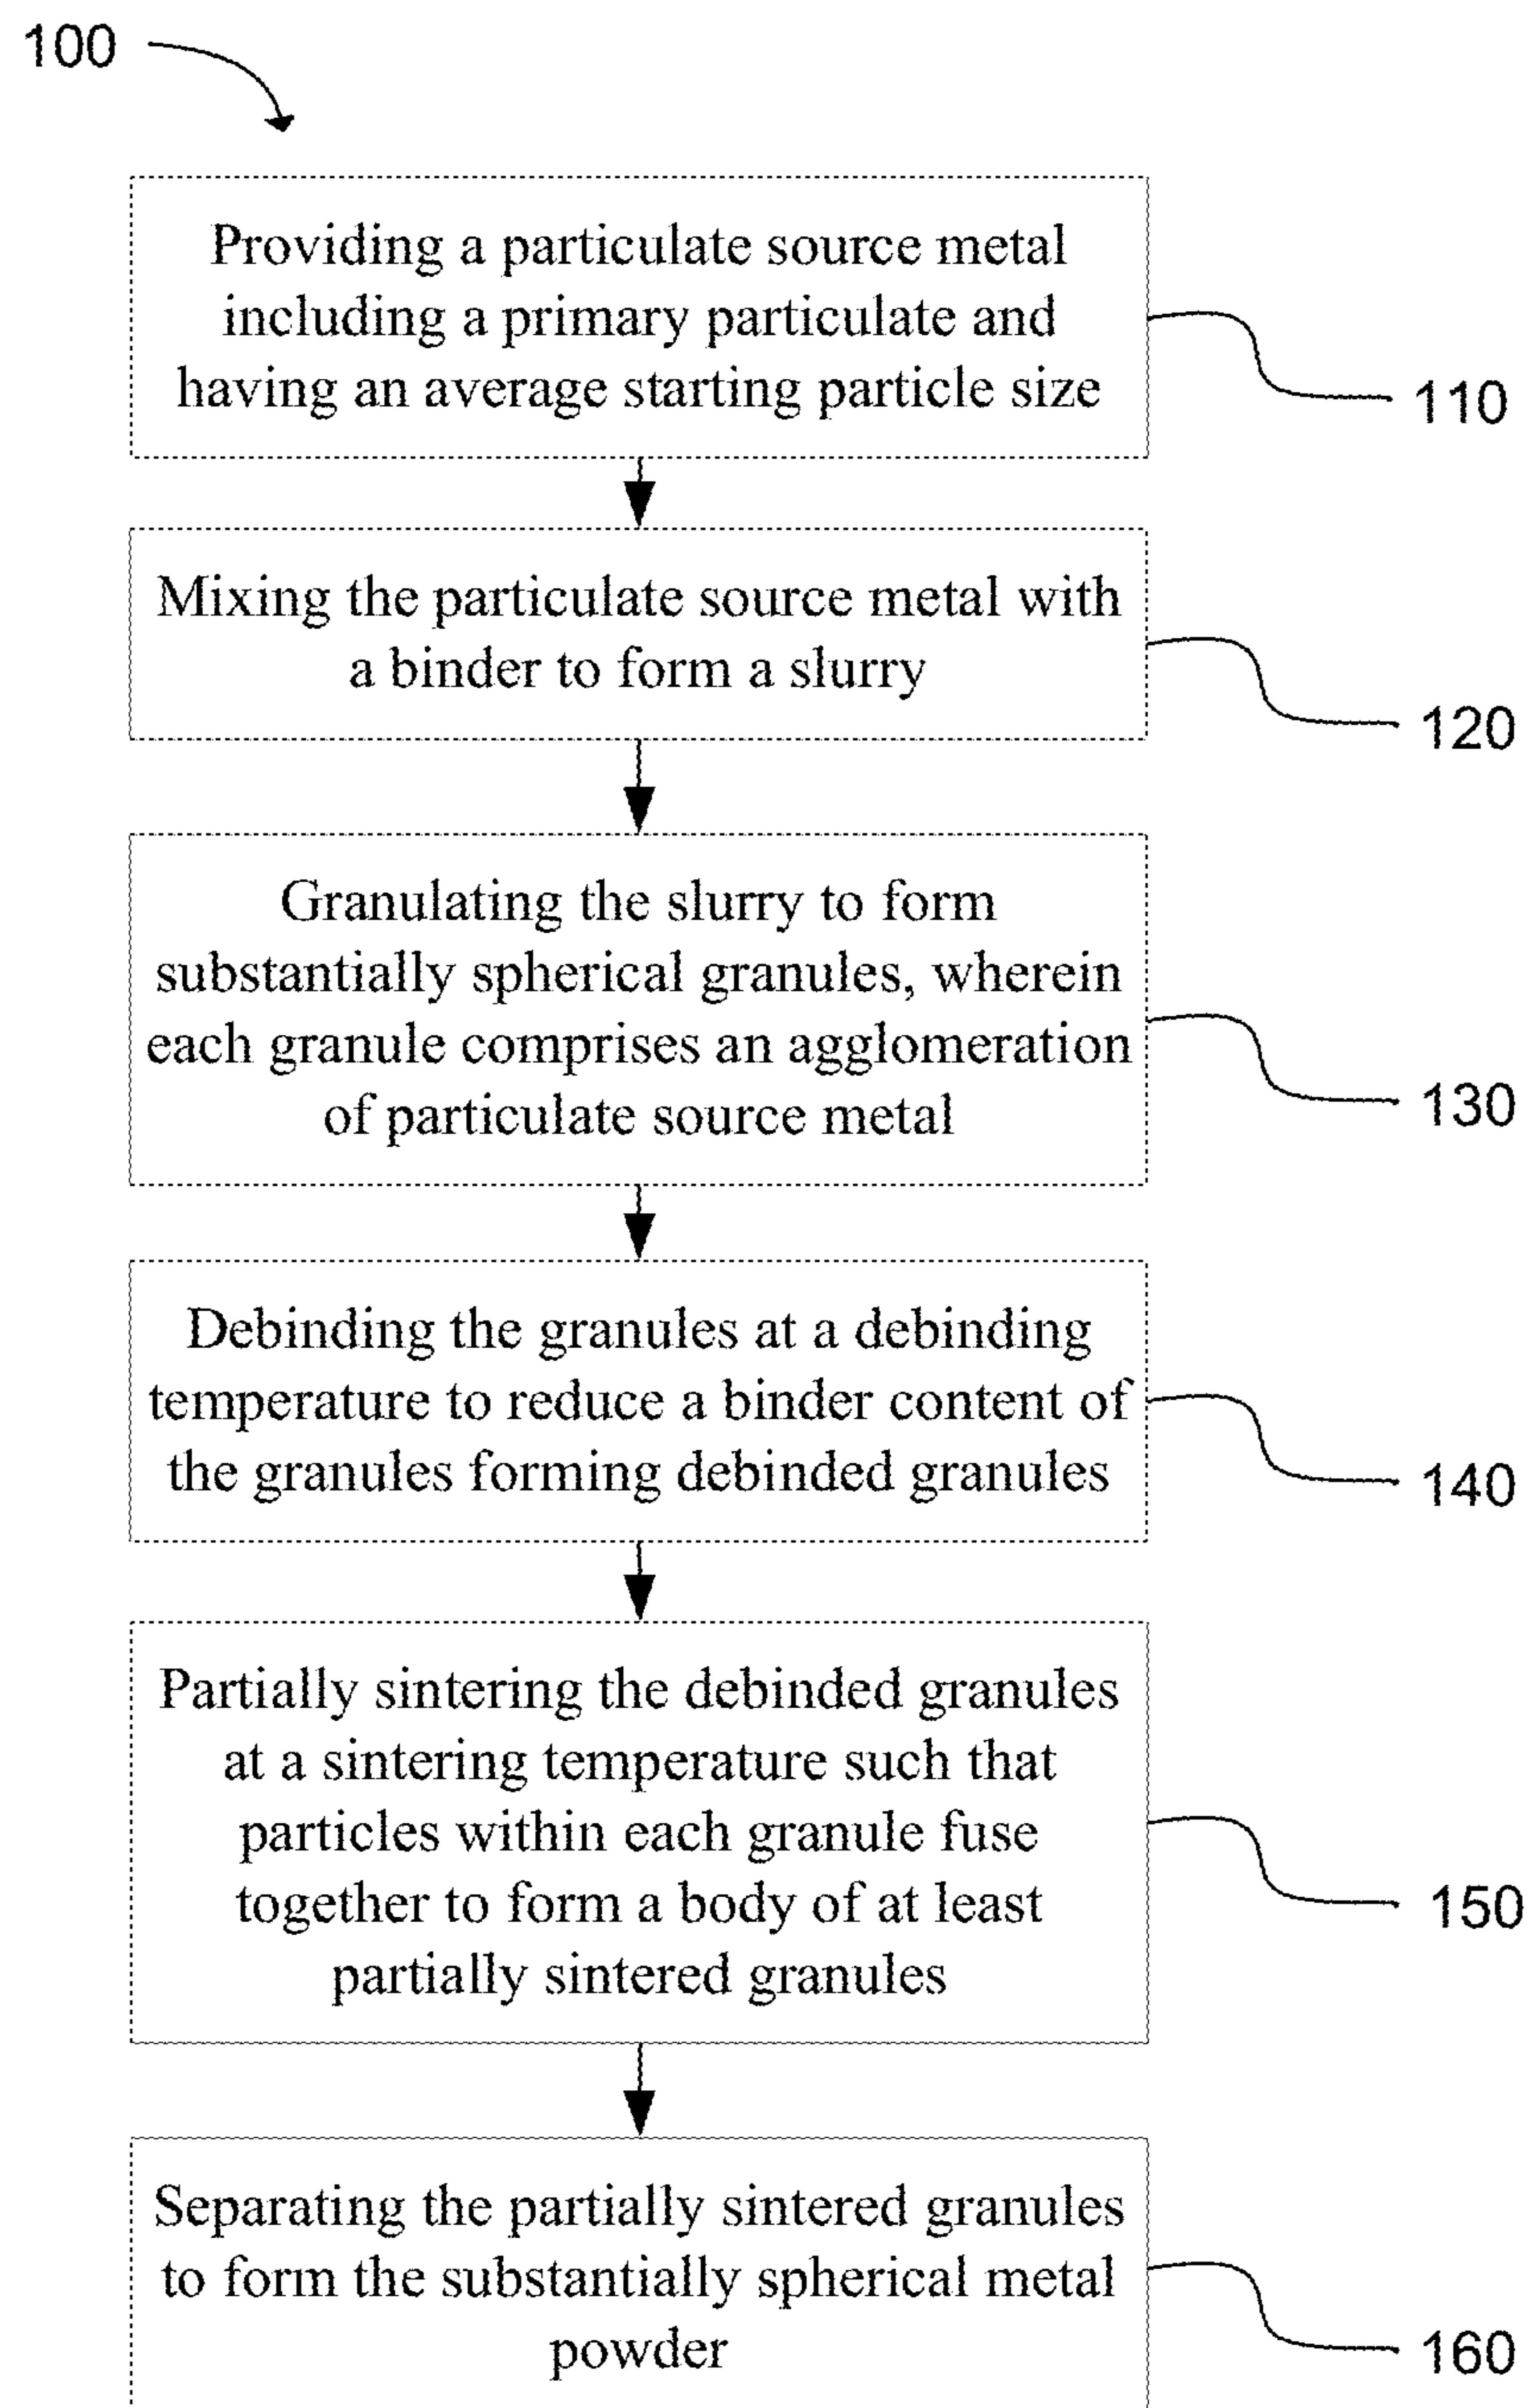 100
Providing a particulate source metal
including a primary particulate and
having an average starting particle size
110
Mixing the particulate source metal with
a binder to form a slurry
120
Granulating the slurry to form
substantially spherical granules, wherein
each granule comprises an agglomeration
of particulate source metal
130
Debinding the granules at a debinding
temperature to reduce a binder content of
the granules forming debinded granules
140
Partially sintering the debinded granules
at a sintering temperature such that
particles within each granule fuse
together to form a body of at least
partially sintered granules
150
Separating the partially sintered granules
to form the substantially spherical metal
powder
160